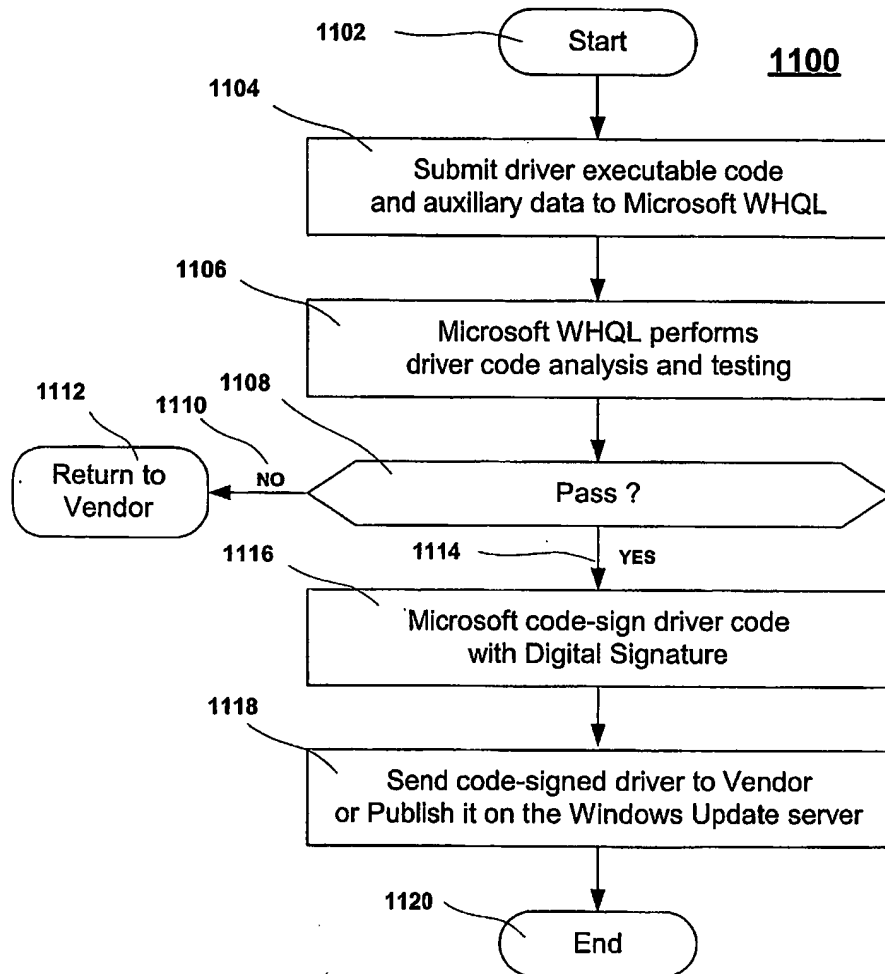 1102
Start
1100
1104
Submit driver executable code
and auxillary data to Microsoft WHQL
1106
Microsoft WHQL performs
driver code analysis and testing
1108
1110
1112
Return to
Vendor
NO
Pass ?
1114
YES
1116
Microsoft code-sign driver code
with Digital Signature
1118
Send code-signed driver to Vendor
or Publish it on the Windows Update server
1120
End